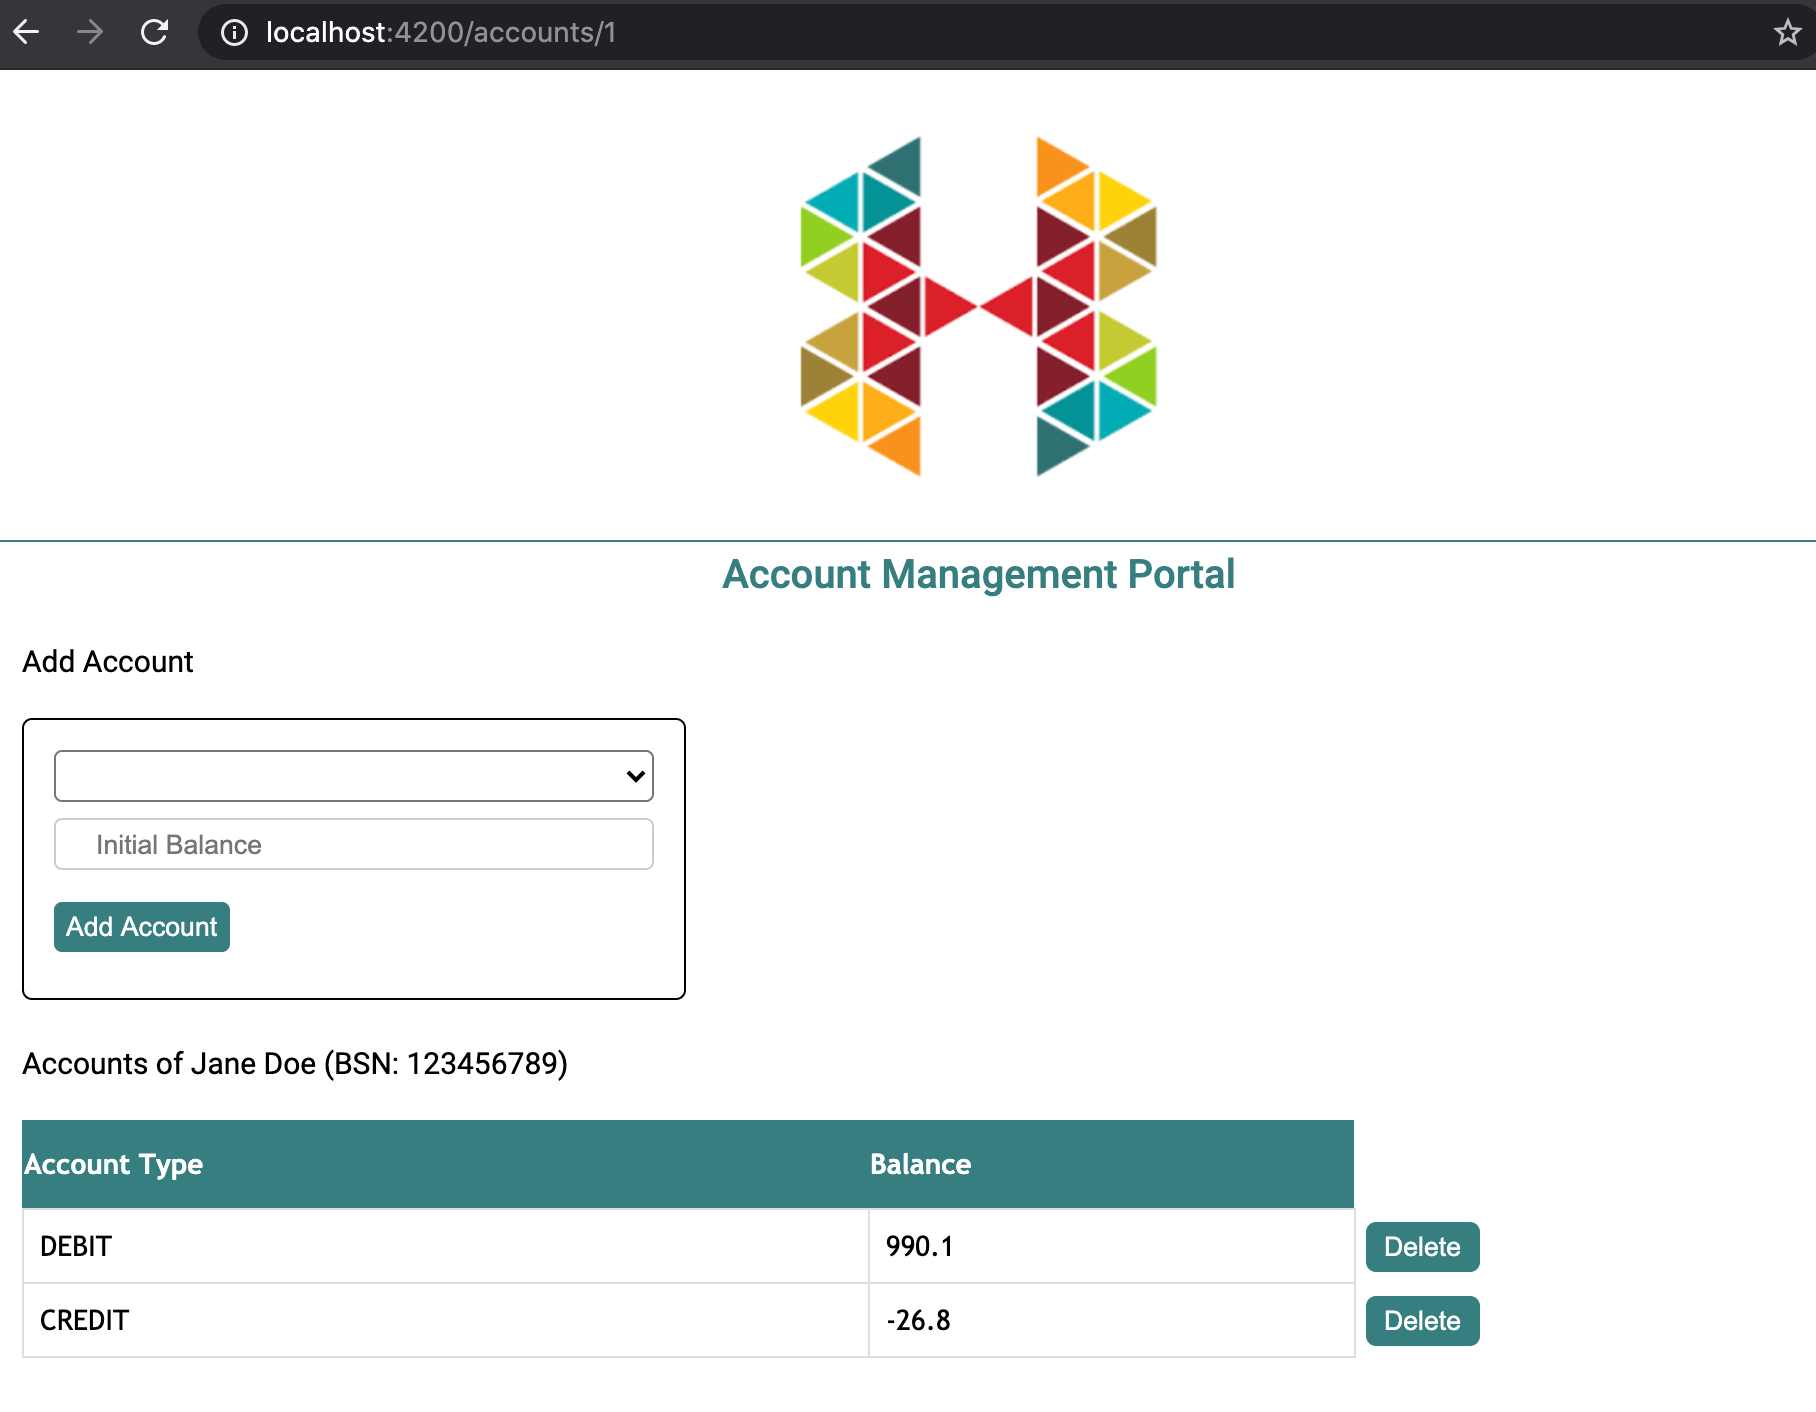 localhost:4200/accounts/1
Account Management Portal
Add Account
Initial Balance
Add Account
Accounts of Jane Doe (BSN: 123456789)
Account Type Balance
DEBIT 990.1 Delete
CREDIT -26.8 Delete